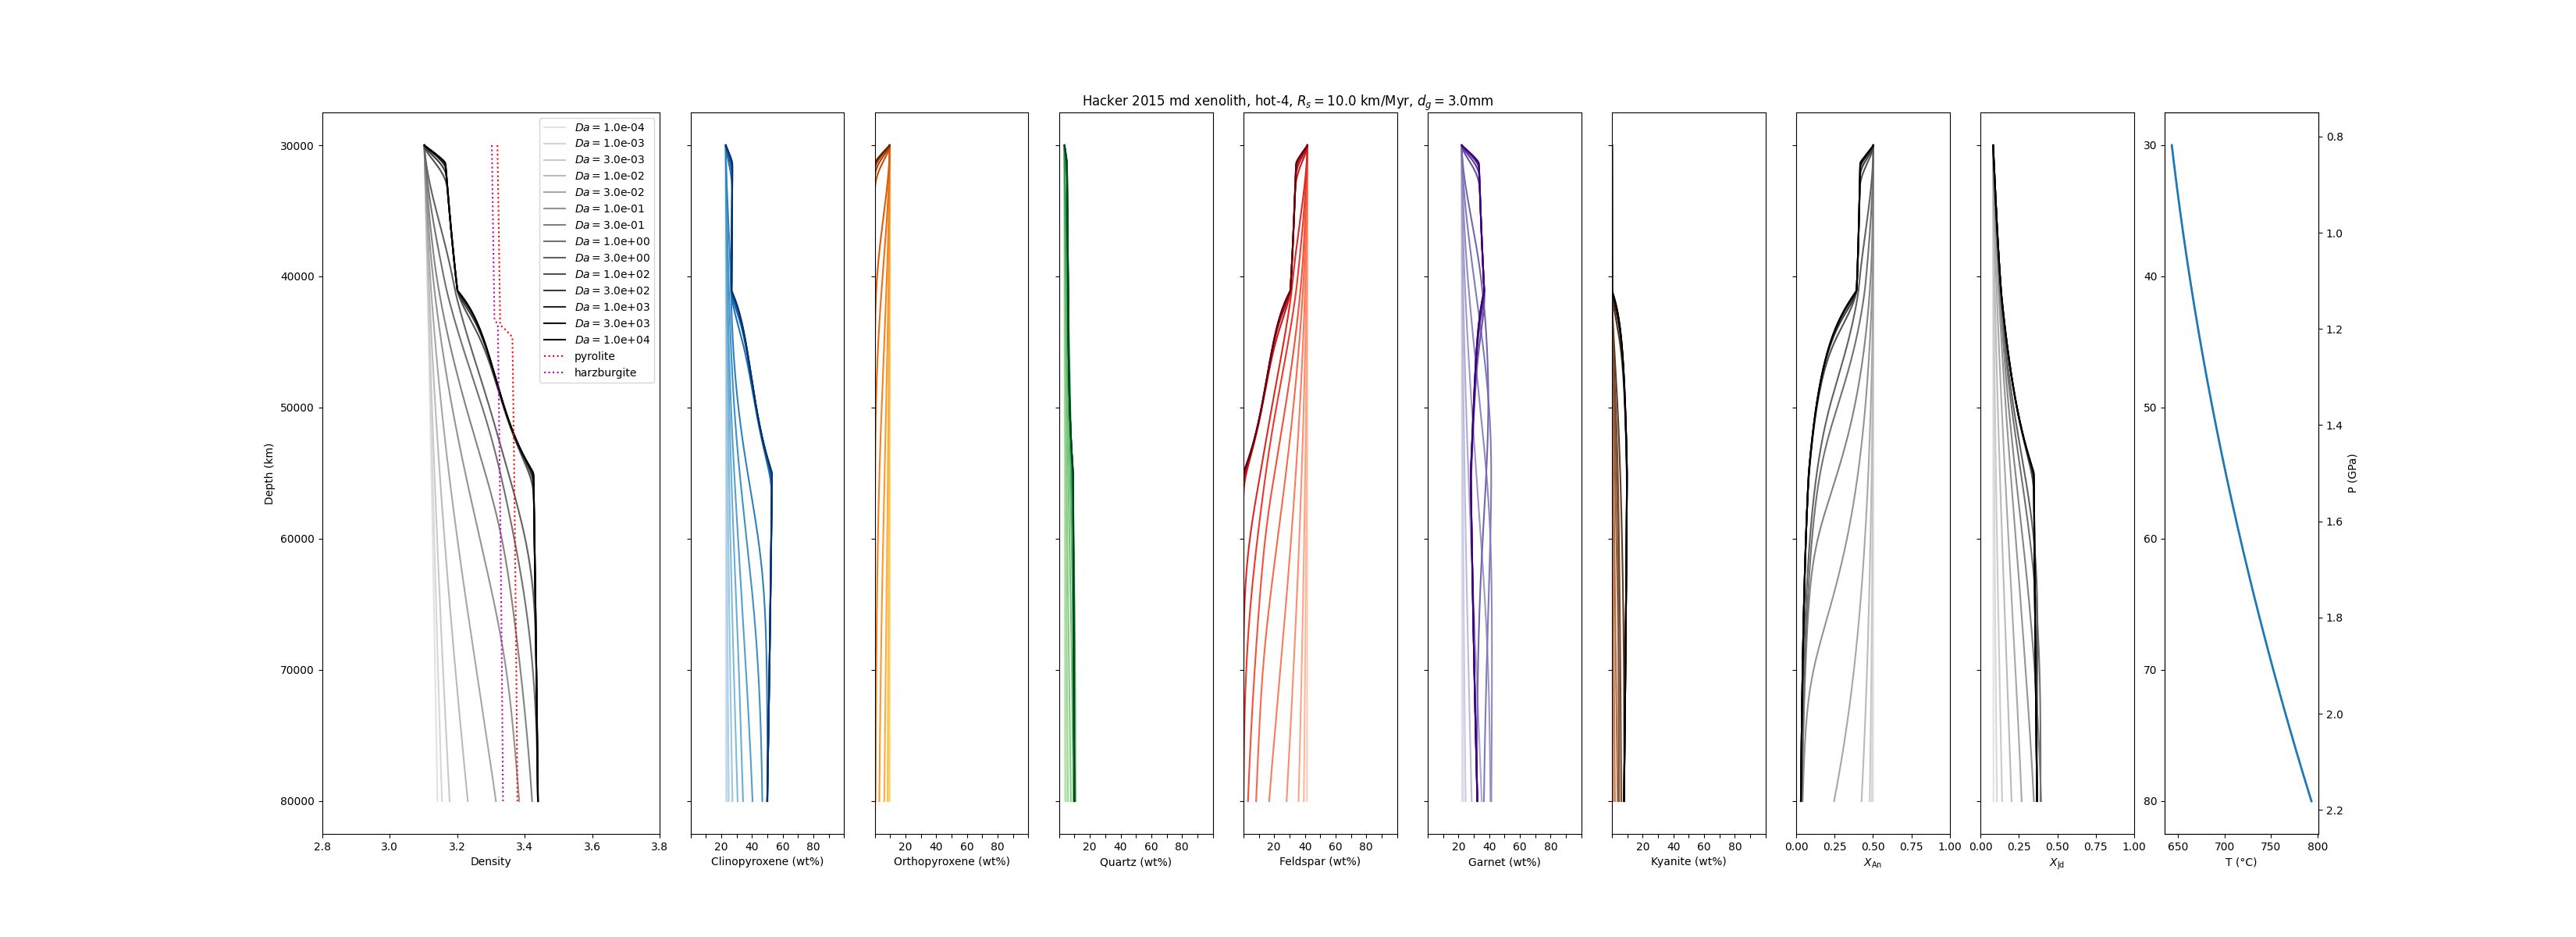 Hacker 2015 md xenolith, hot-4, R_s = 10.0 km/Myr, d_g = 3.0mm
Da = 1.0e-04
Da = 1.0e-03
Da = 3.0e-03
Da = 1.0e-02
Da = 3.0e-02
Da = 1.0e-01
Da = 3.0e-01
Da = 1.0e+00
Da = 3.0e+00
Da = 1.0e+02
Da = 3.0e+02
Da = 1.0e+03
Da = 3.0e+03
Da = 1.0e+04
pyrolite
harzburgite
Depth (km)
30000
40000
50000
60000
70000
80000
2.8 3.0 3.2 3.4 3.6 3.8
Density
20 40 60 80
Clinopyroxene (wt%)
20 40 60 80
Orthopyroxene (wt%)
20 40 60 80
Quartz (wt%)
20 40 60 80
Feldspar (wt%)
20 40 60 80
Garnet (wt%)
20 40 60 80
Kyanite (wt%)
0.00 0.25 0.50 0.75 1.00
X_An
0.00 0.25 0.50 0.75 1.00
X_Jd
30
40
50
60
70
80
650 700 750 800
T (°C)
0.8
1.0
1.2
1.4
1.6
1.8
2.0
2.2
P (GPa)